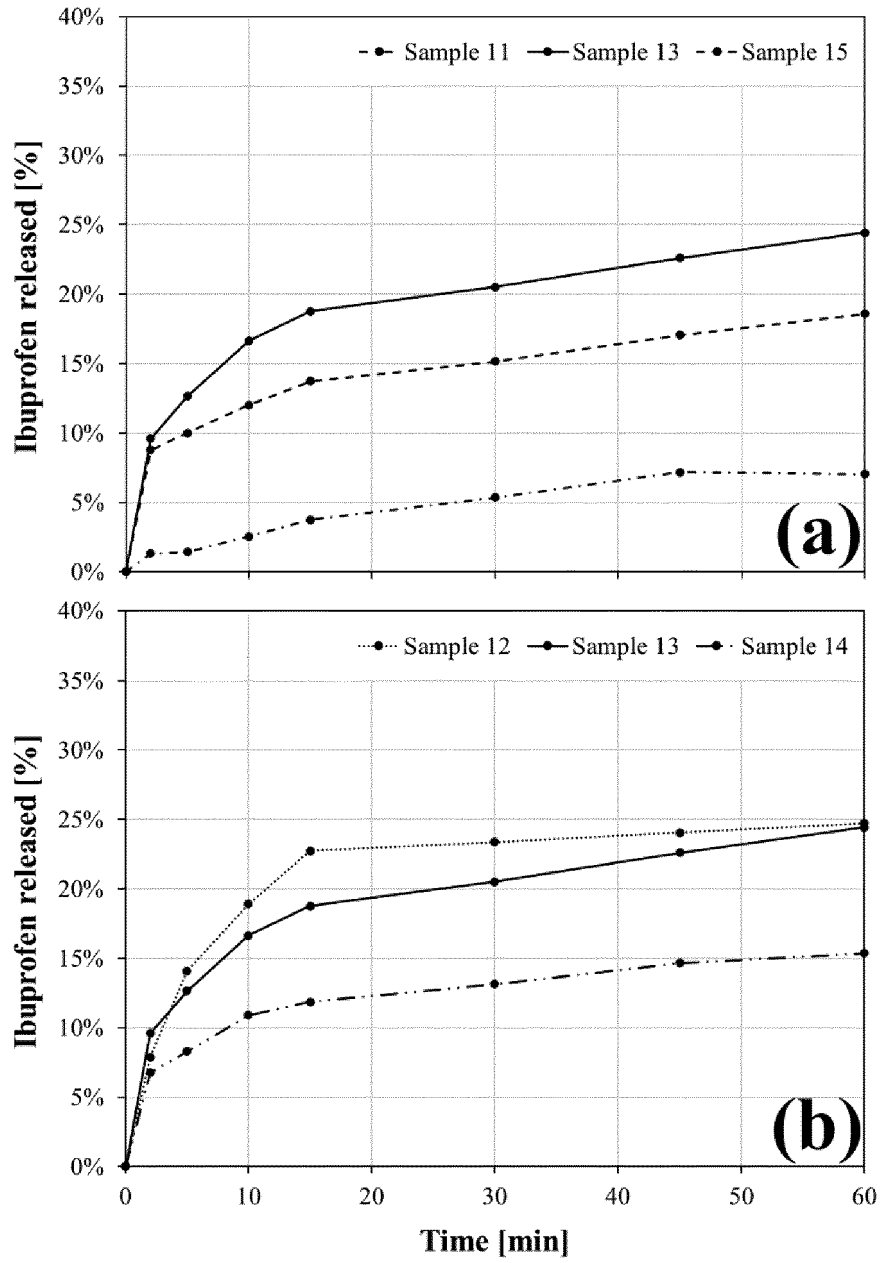 40%
Sample 11 Sample 13 Sample 15
35%
30%
25%
20%
15%
10%
5%
0%
Ibuprofen released [%]
(a)
40%
Sample 12 Sample 13 Sample 14
35%
30%
25%
20%
15%
10%
5%
0%
Ibuprofen released [%]
(b)
0 10 20 30 40 50 60
Time [min]